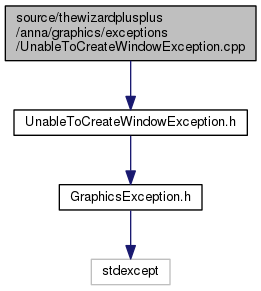 source/thewizardplusplus
/anna/graphics/exceptions
/UnableToCreateWindowException.cpp
UnableToCreateWindowException.h
GraphicsException.h
stdexcept